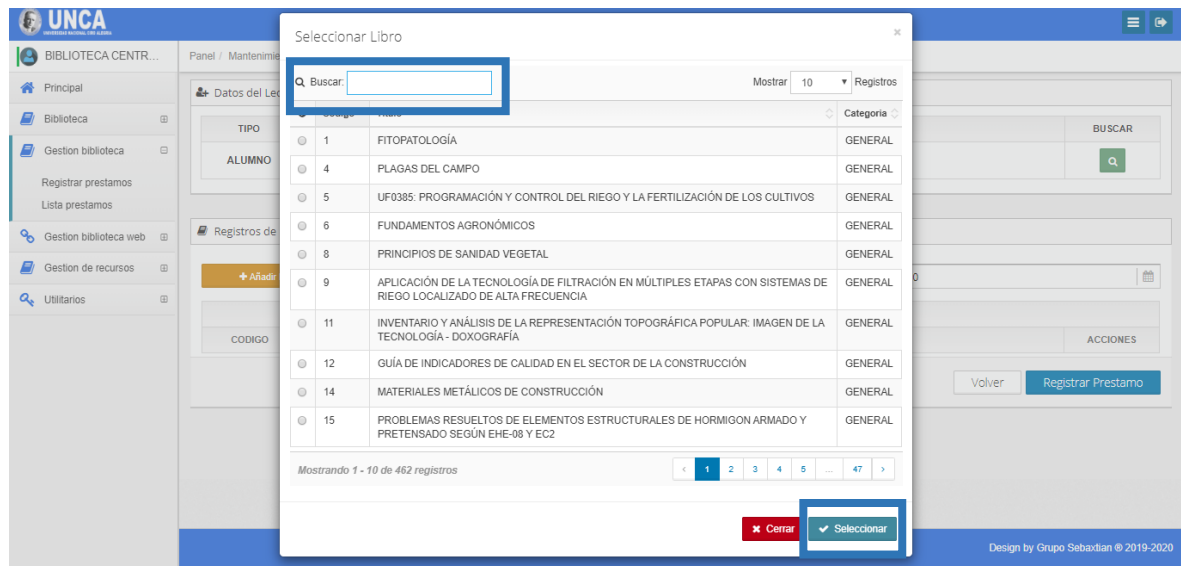 UNCA
UNIVERSIDAD NACIONAL CIRO ALEGRÍA
BIBLIOTECA CENTR...
Principal
Biblioteca
Gestion biblioteca
Registrar prestamos
Lista prestamos
Gestion biblioteca web
Gestion de recursos
Utilitarios
Panel / Mantenimie
Datos del Lec
TIPO
BUSCAR
ALUMNO
Registros de
+ Añadir
0
CODIGO
ACCIONES
Volver Registrar Prestamo
Seleccionar Libro ×
Buscar:
Mostrar 10 Registros
Categoria
1 FITOPATOLOGÍA GENERAL
4 PLAGAS DEL CAMPO GENERAL
5 UF0385: PROGRAMACIÓN Y CONTROL DEL RIEGO Y LA FERTILIZACIÓN DE LOS CULTIVOS GENERAL
6 FUNDAMENTOS AGRONÓMICOS GENERAL
8 PRINCIPIOS DE SANIDAD VEGETAL GENERAL
9 APLICACIÓN DE LA TECNOLOGÍA DE FILTRACIÓN EN MÚLTIPLES ETAPAS CON SISTEMAS DE GENERAL
RIEGO LOCALIZADO DE ALTA FRECUENCIA
11 INVENTARIO Y ANÁLISIS DE LA REPRESENTACIÓN TOPOGRÁFICA POPULAR: IMAGEN DE LA GENERAL
TECNOLOGÍA - DOXOGRAFÍA
12 GUÍA DE INDICADORES DE CALIDAD EN EL SECTOR DE LA CONSTRUCCIÓN GENERAL
14 MATERIALES METÁLICOS DE CONSTRUCCIÓN GENERAL
15 PROBLEMAS RESUELTOS DE ELEMENTOS ESTRUCTURALES DE HORMIGON ARMADO Y GENERAL
PRETENSADO SEGÚN EHE-08 Y EC2
Mostrando 1 - 10 de 462 registros
‹ 1 2 3 4 5 ... 47 ›
Cerrar Seleccionar
Design by Grupo Sebaxtian ® 2019-2020